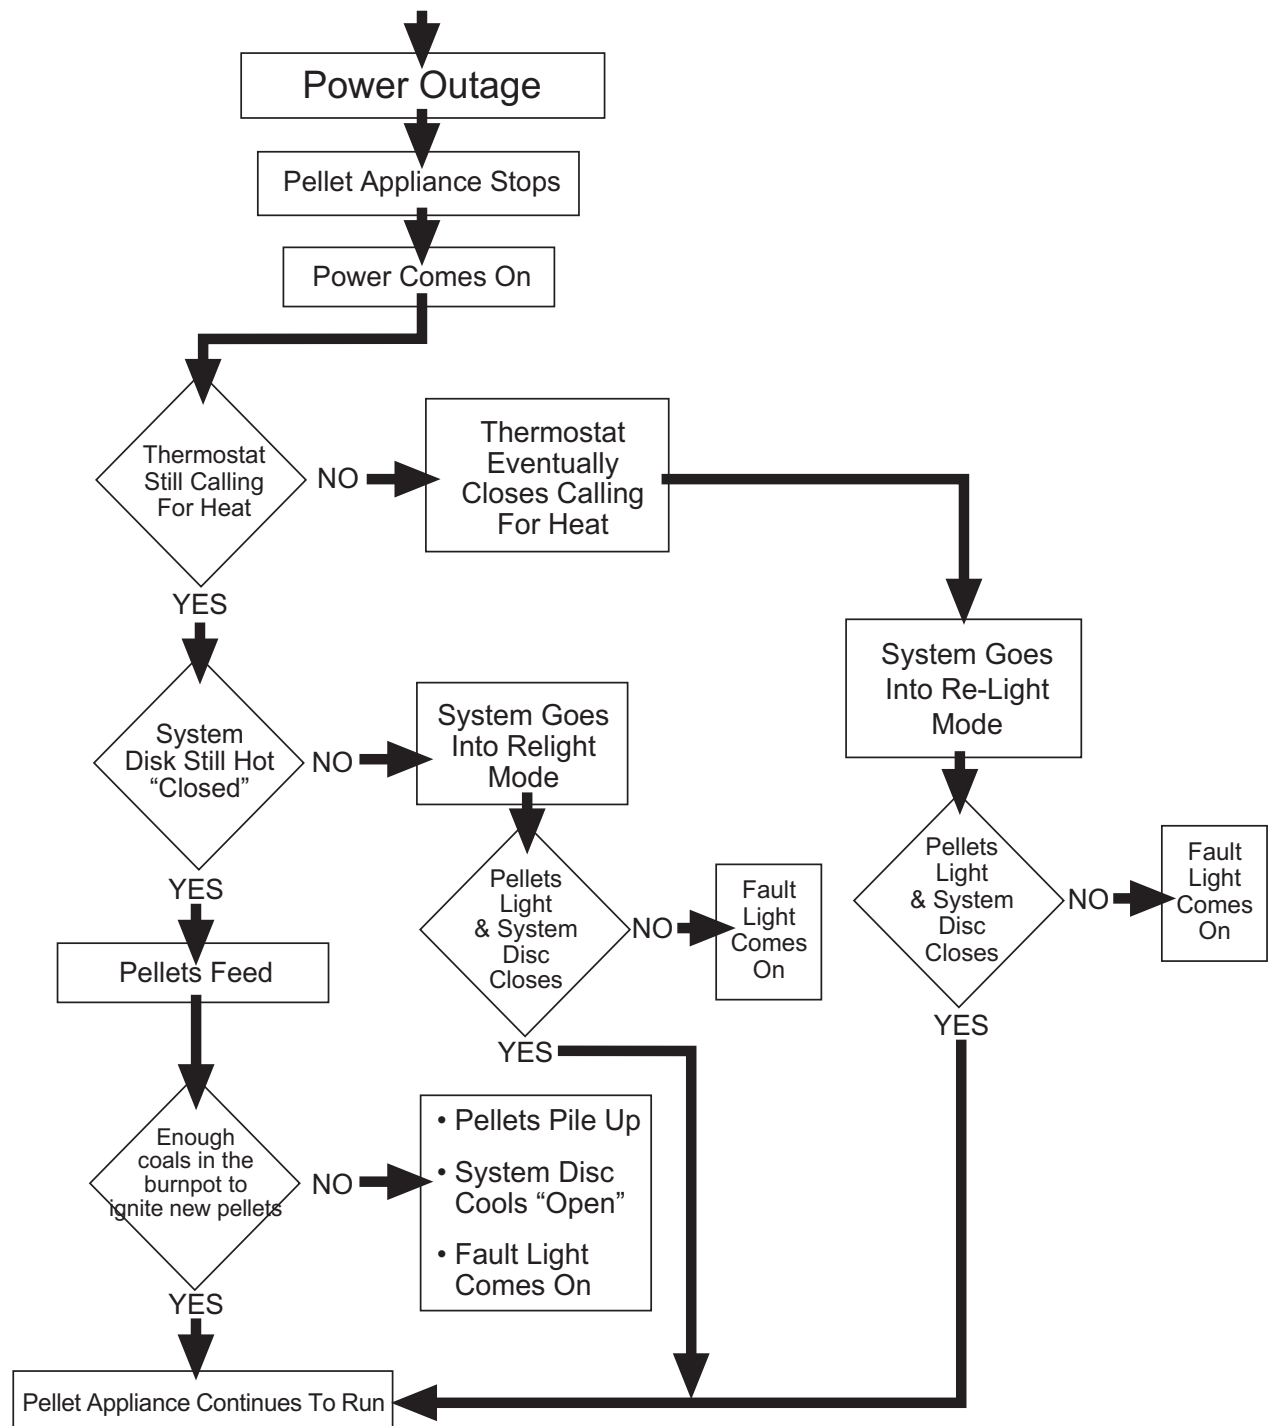 Power Outage
Pellet Appliance Stops
Power Comes On
Thermostat
Still Calling
For Heat
NO
Thermostat
Eventually
Closes Calling
For Heat
YES
System Goes
Into Re-Light
Mode
System
Disk Still Hot
“Closed”
NO
System Goes
Into Relight
Mode
YES
Pellets
Light
& System
Disc
Closes
NO
Fault
Light
Comes
On
Pellets
Light
& System
Disc
Closes
NO
Fault
Light
Comes
On
Pellets Feed
YES
YES
Enough
coals in the
burnpot to
ignite new pellets
NO
• Pellets Pile Up
• System Disc
Cools “Open”
• Fault Light
Comes On
YES
Pellet Appliance Continues To Run